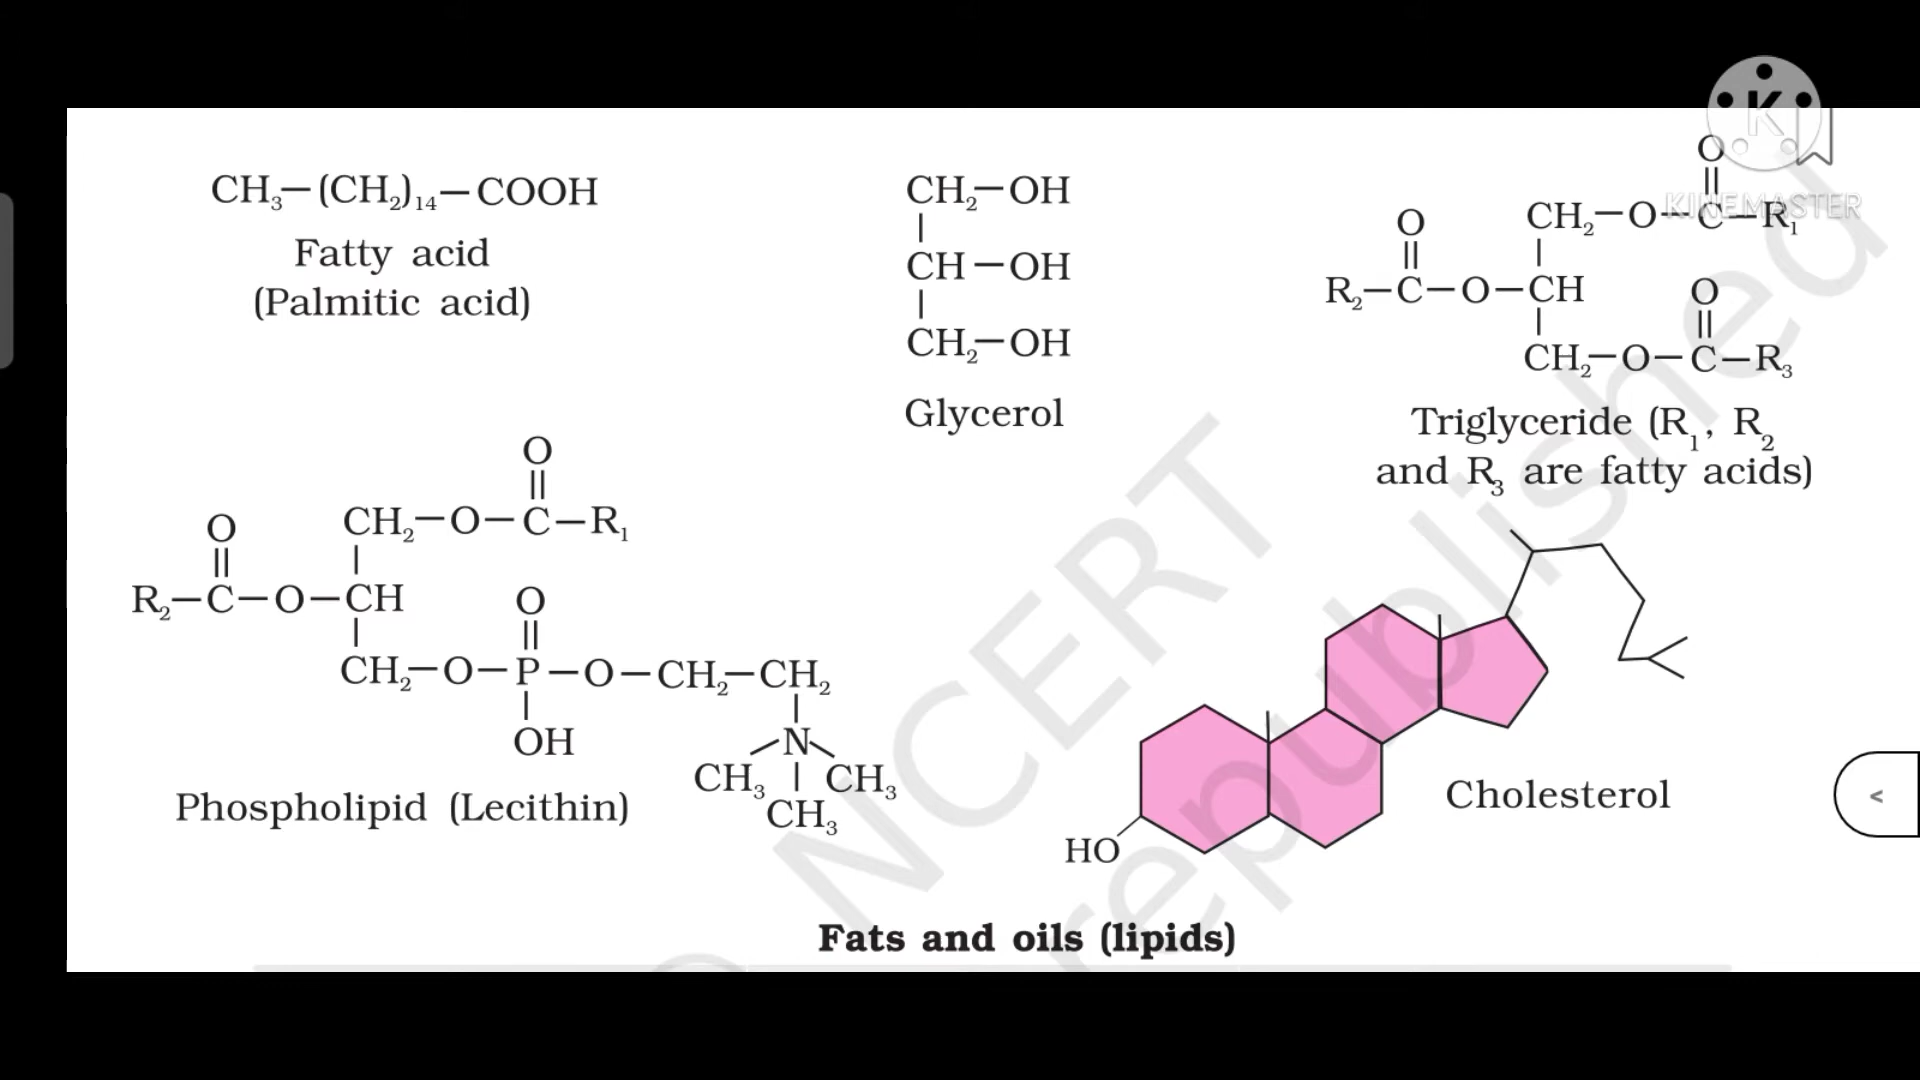 CH₃—(CH₂)₁₄—COOH
Fatty acid
(Palmitic acid)
CH₂—OH
CH—OH
CH₂—OH
Glycerol
O
CH₂—O—C—R₁
O
R₂—C—O—CH
O
CH₂—O—C—R₃
Triglyceride (R₁, R₂
and R₃ are fatty acids)
O
CH₂—O—C—R₁
O
R₂—C—O—CH
O
CH₂—O—P—O—CH₂—CH₂
OH
N
CH₃ CH₃
CH₃
Phospholipid (Lecithin)
HO
Cholesterol
Fats and oils (lipids)
K
KINEMASTER
NCERT
republished
<